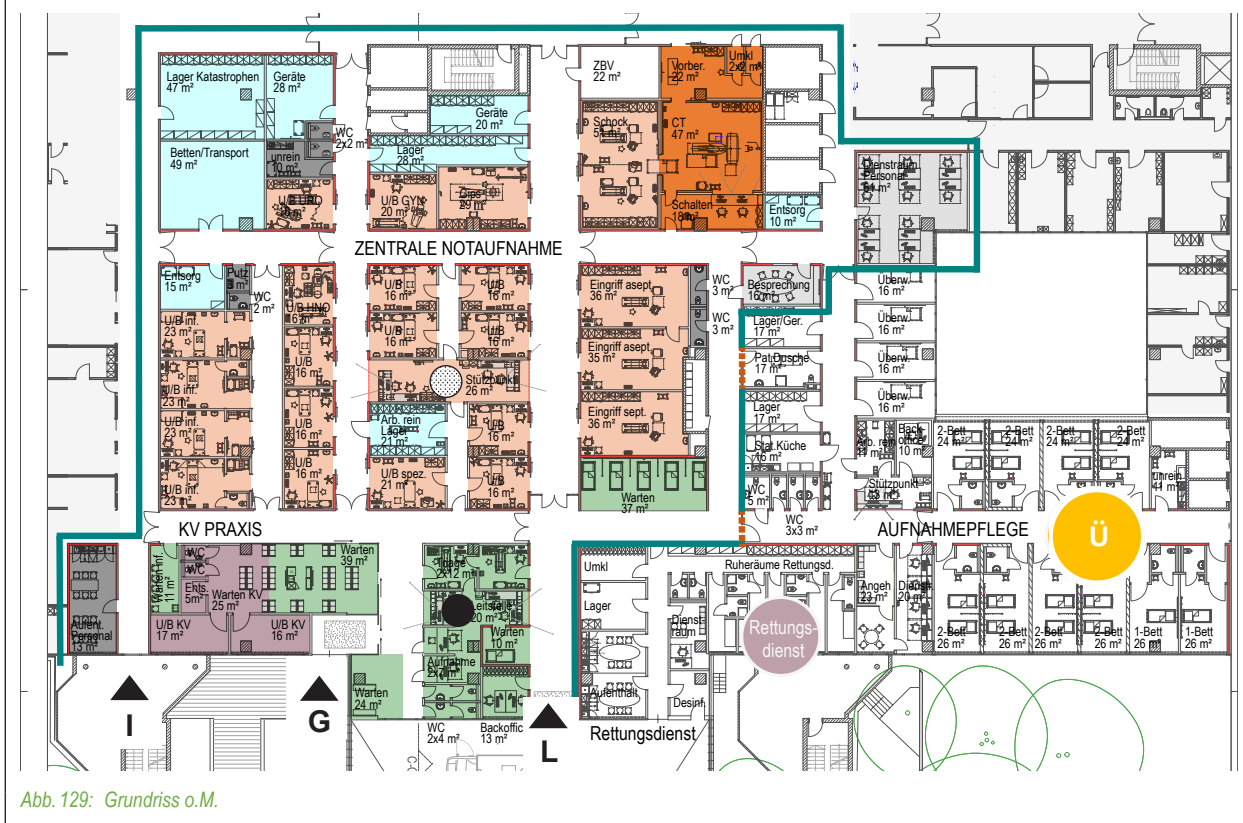 Lager Katastrophen
47 m²
Geräte
28 m²
WC
2x2 m²
unrein
10 m²
Betten/Transport
49 m²
U/B URO
Geräte
20 m²
Lager
28 m²
U/B GYN
20 m²
Gips
29 m²
ZBV
22 m²
Vorber.
22 m²
Umkl
2x2 m²
Schock
51 m²
CT
47 m²
Schalten
Entsorg
10 m²
Dienstraum
Personal
ZENTRALE NOTAUFNAHME
Entsorg
15 m²
Putz
WC
2 m²
U/B HNO
U/B inf.
23 m²
U/B
16 m²
U/B inf.
23 m²
U/B
16 m²
U/B inf.
23 m²
U/B
16 m²
U/B inf.
23 m²
U/B
16 m²
U/B
16 m²
U/B
16 m²
U/B
16 m²
Stützpunkt
26 m²
Arb. rein
Lager
21 m²
U/B
16 m²
U/B spez.
21 m²
U/B
16 m²
Eingriff asept.
36 m²
Eingriff asept.
35 m²
Eingriff sept.
36 m²
Warten
37 m²
WC
3 m²
WC
3 m²
Besprechung
16 m²
Lager/Ger.
17 m²
Pat.Dusche
17 m²
Lager
17 m²
Stat.Küche
16 m²
WC
5 m²
WC
3x3 m²
Überw.
16 m²
Überw.
16 m²
Überw.
16 m²
Überw.
16 m²
Arb. rein
11 m²
Back
office
10 m²
Stützpunkt
2-Bett
24 m²
2-Bett
24 m²
2-Bett
24 m²
2-Bett
24 m²
unrein
11 m²
KV PRAXIS
AUFNAHMEPFLEGE
Ü
Aufent.
Personal
13 m²
Warten inf.
11 m²
WC
WC
Ents.
5m²
Warten KV
25 m²
U/B KV
17 m²
U/B KV
16 m²
Warten
39 m²
Triage
2x12 m²
Leitstelle
20 m²
Warten
10 m²
Aufnahme
Warten
24 m²
WC
2x4 m²
Backoffic
13 m²
Umkl
Lager
Aufenthalt
Dienst-
raum
Desinf.
Ruheräume Rettungsd.
Rettungs-
dienst
Rettungsdienst
Angeh
23 m²
Dienst
20 m²
2-Bett
26 m²
2-Bett
26 m²
2-Bett
26 m²
2-Bett
26 m²
1-Bett
26 m²
1-Bett
26 m²
I
G
L
Abb. 129: Grundriss o.M.